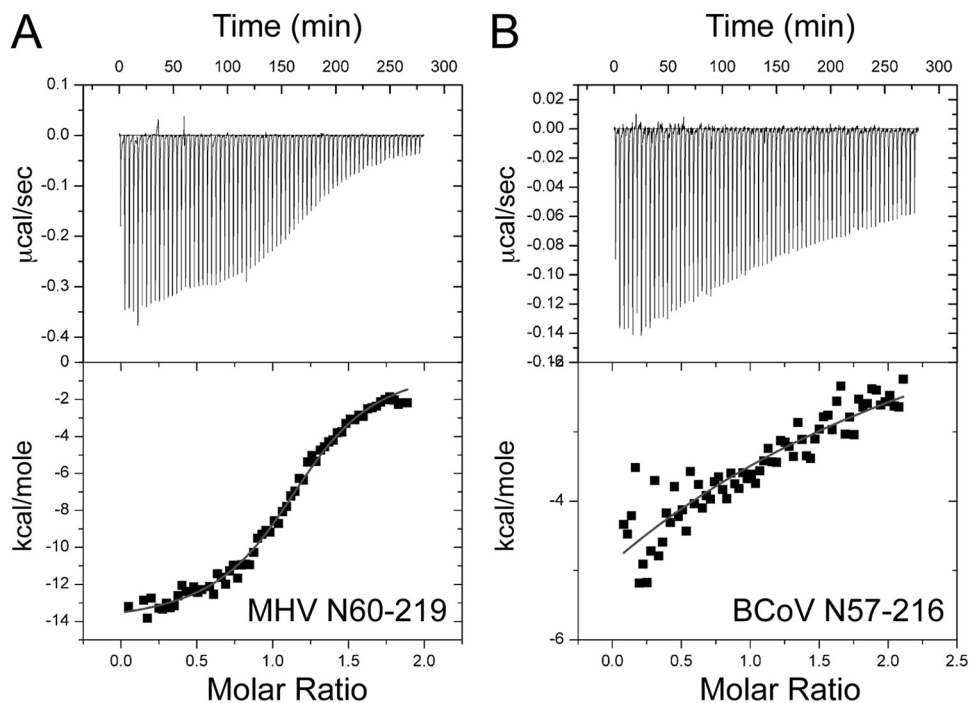 A
B
Time (min)
Time (min)
0 50 100 150 200 250 300
0 50 100 150 200 250 300
0.1
0.0
-0.1
-0.2
-0.3
-0.4
0
µcal/sec
0.02
0.00
-0.02
-0.04
-0.06
-0.08
-0.10
-0.12
-0.14
µcal/sec
-2
-4
-6
-8
-10
-12
-14
kcal/mole
MHV N60-219
0.0 0.5 1.0 1.5 2.0
Molar Ratio
-4
-6
kcal/mole
BCoV N57-216
0.0 0.5 1.0 1.5 2.0 2.5
Molar Ratio